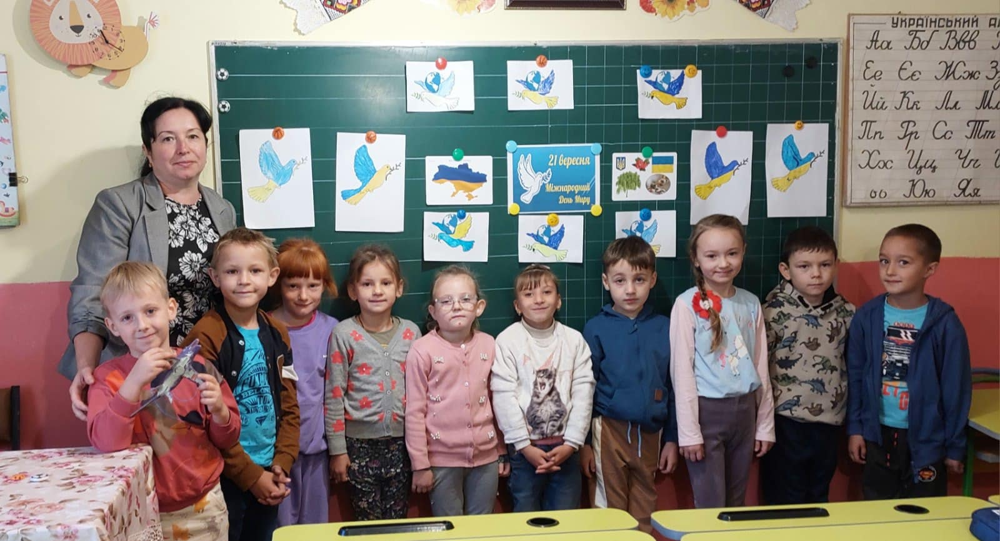 УКРАЇНСЬКИЙ
Аа Бб Ввв
Ее Єє Жж
Йй Кк Лл
Пп Рр Сс Тт
Хх Цц Чч
Юю Яя
21 вересня
Міжнародний
День Миру